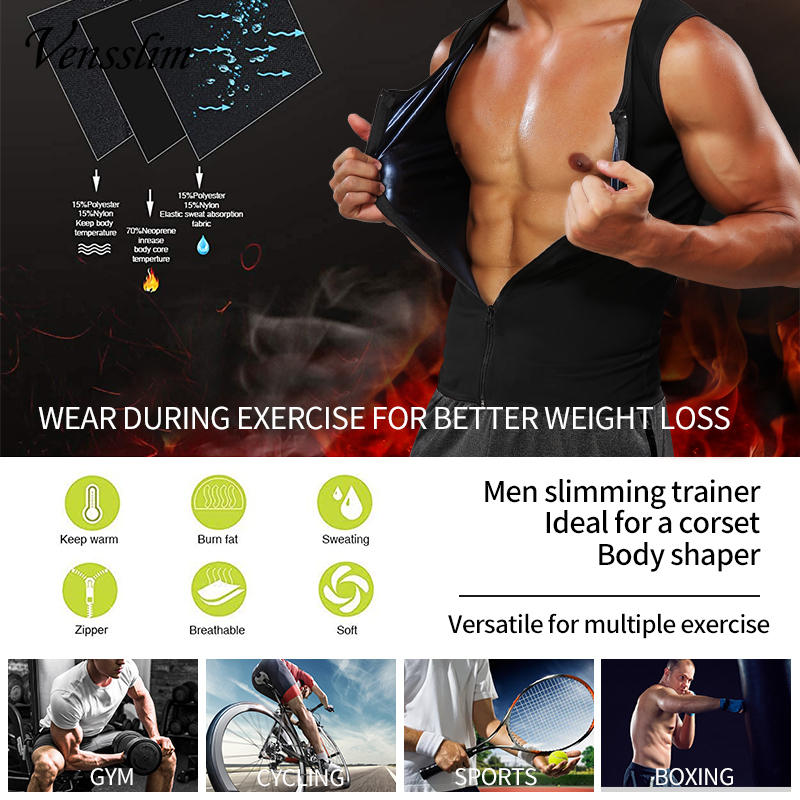 Vensslim
15%Polyester
15%Nylon
Keep body
temperature
70%Neoprene
inrease
body core
temperture
15%Polyester
15%Nylon
Elastic sweat absorption
fabric
WEAR DURING EXERCISE FOR BETTER WEIGHT LOSS
Keep warm
Burn fat
Sweating
Zipper
Breathable
Soft
Men slimming trainer
Ideal for a corset
Body shaper
Versatile for multiple exercise
GYM
CYCLING
SPORTS
BOXING